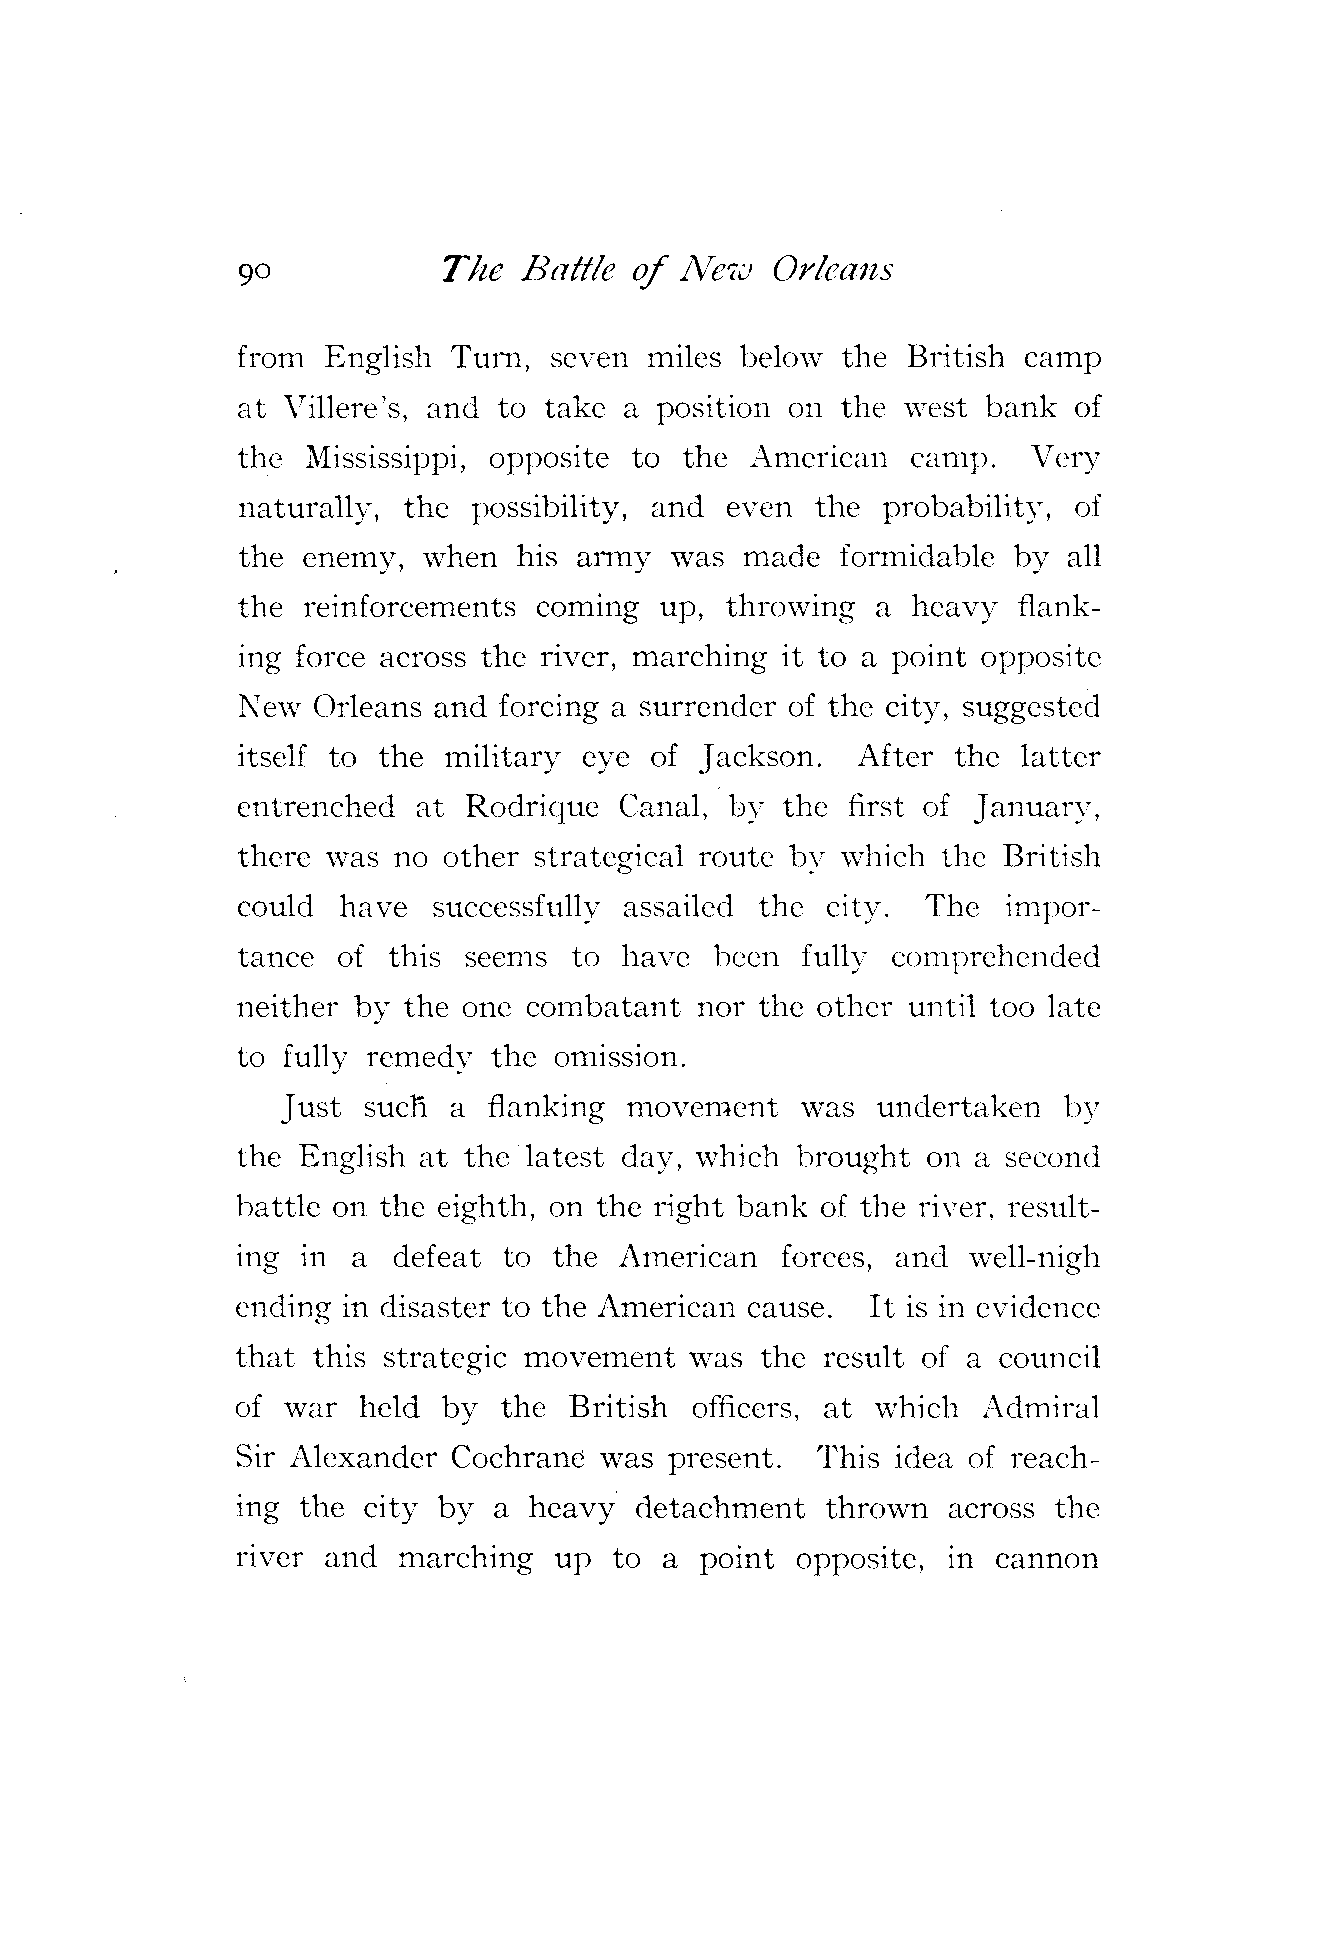 90 The Battle of New Orleans
from English Turn, seven miles below the British camp
at Villere's, and to take a position on the west bank of
the Mississippi, opposite to the American camp. Very
naturally, the possibility, and even the probability, of
the enemy, when his army was made formidable by all
the reinforcements coming up, throwing a heavy flank-
ing force across the river, marching it to a point opposite
New Orleans and forcing a surrender of the city, suggested
itself to the military eye of Jackson. After the latter
entrenched at Rodrique Canal, by the first of January,
there was no other strategical route by which the British
could have successfully assailed the city. The impor-
tance of this seems to have been fully comprehended
neither by the one combatant nor the other until too late
to fully remedy the omission.
Just such a flanking movement was undertaken by
the English at the latest day, which brought on a second
battle on the eighth, on the right bank of the river, result-
ing in a defeat to the American forces, and well-nigh
ending in disaster to the American cause. It is in evidence
that this strategic movement was the result of a council
of war held by the British officers, at which Admiral
Sir Alexander Cochrane was present. This idea of reach-
ing the city by a heavy detachment thrown across the
river and marching up to a point opposite, in cannon